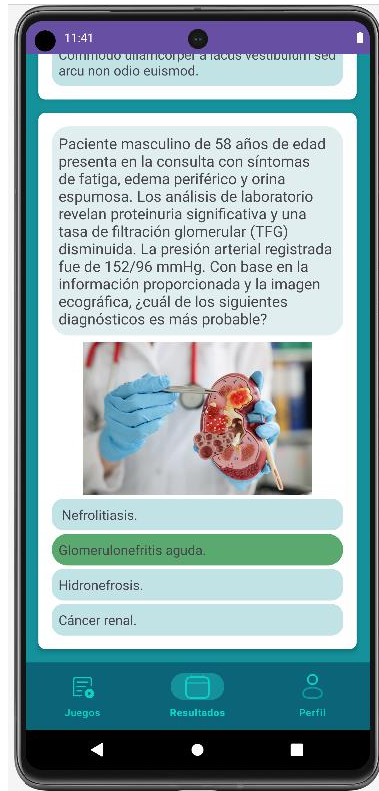 11:41
Commodo ullamcorper a lacus vestibulum sed
arcu non odio euismod.
Paciente masculino de 58 años de edad
presenta en la consulta con síntomas
de fatiga, edema periférico y orina
espumosa. Los análisis de laboratorio
revelan proteinuria significativa y una
tasa de filtración glomerular (TFG)
disminuida. La presión arterial registrada
fue de 152/96 mmHg. Con base en la
información proporcionada y la imagen
ecográfica, ¿cuál de los siguientes
diagnósticos es más probable?
Nefrolitiasis.
Glomerulonefritis aguda.
Hidronefrosis.
Cáncer renal.
Juegos
Resultados
Perfil